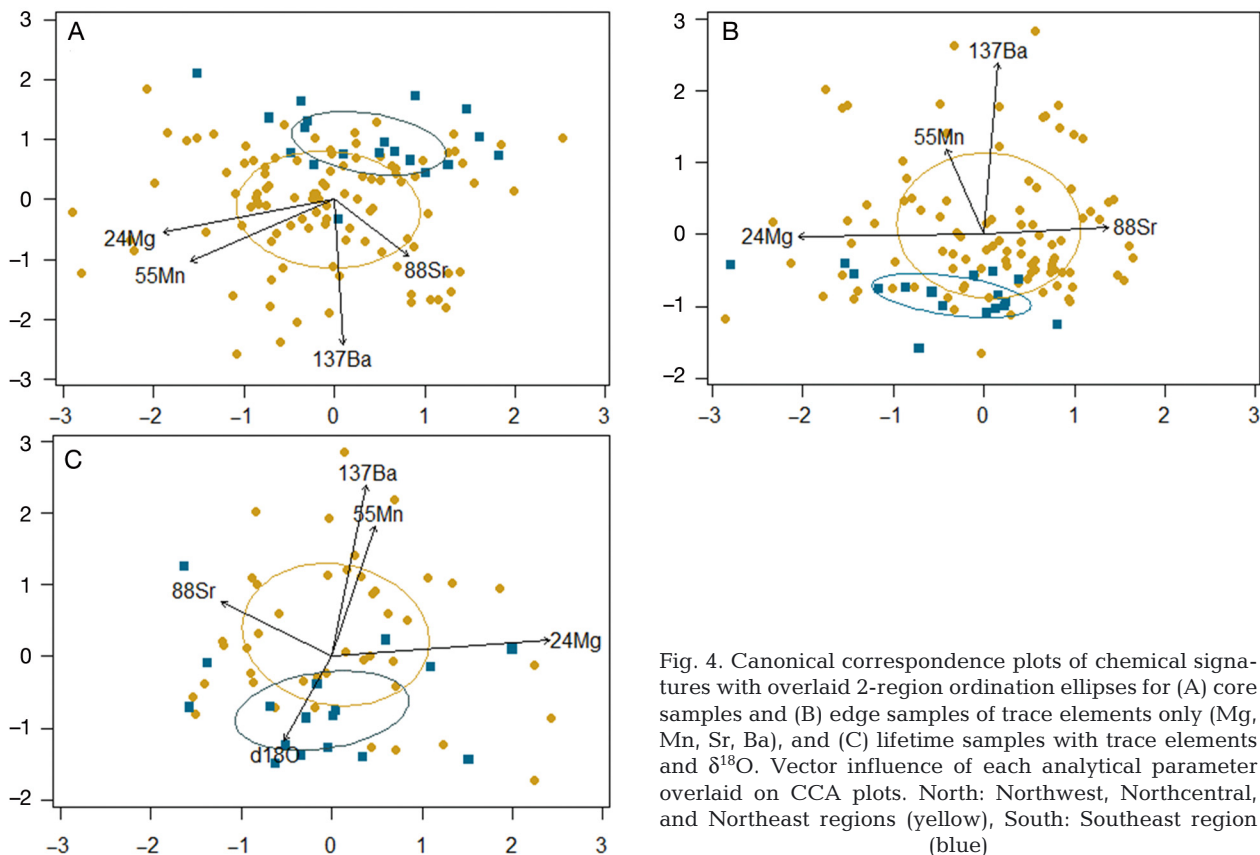 A
3
2
1
0
−1
−2
−3
24Mg
55Mn
88Sr
137Ba
−3 −2 −1 0 1 2 3
B
3
2
1
0
−1
−2
137Ba
55Mn
24Mg
88Sr
−3 −2 −1 0 1 2 3
C
3
2
1
0
−1
−2
137Ba
55Mn
88Sr
24Mg
d18O
−3 −2 −1 0 1 2 3
Fig. 4. Canonical correspondence plots of chemical signa-
tures with overlaid 2-region ordination ellipses for (A) core
samples and (B) edge samples of trace elements only (Mg,
Mn, Sr, Ba), and (C) lifetime samples with trace elements
and δ¹⁸O. Vector influence of each analytical parameter
overlaid on CCA plots. North: Northwest, Northcentral,
and Northeast regions (yellow), South: Southeast region
(blue)